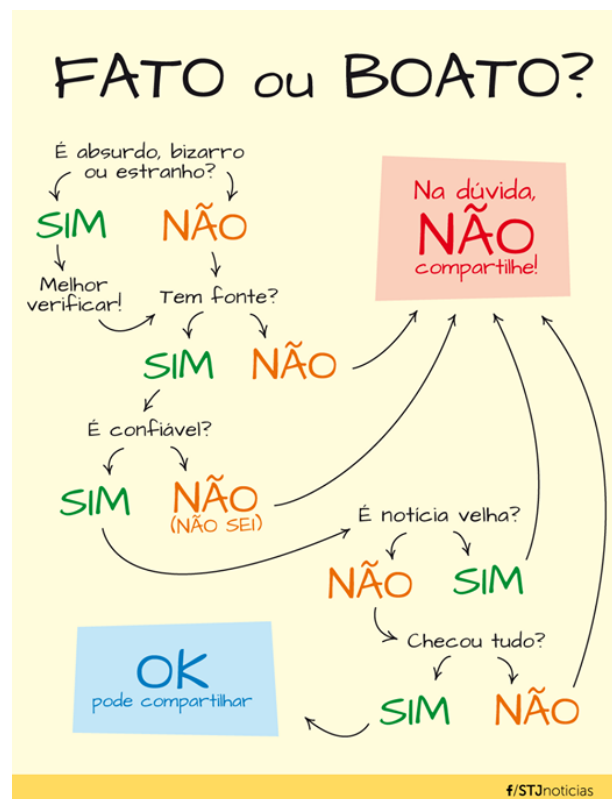 FATO ou BOATO?
É absurdo, bizarro
ou estranho?
SIM NÃO
Melhor
verificar!
Tem fonte?
SIM NÃO
É confiável?
SIM NÃO
(NÃO SEI)
É notícia velha?
NÃO SIM
Checou tudo?
SIM NÃO
Na dúvida,
NÃO
compartilhe!
OK
pode compartilhar
f/STJnoticias